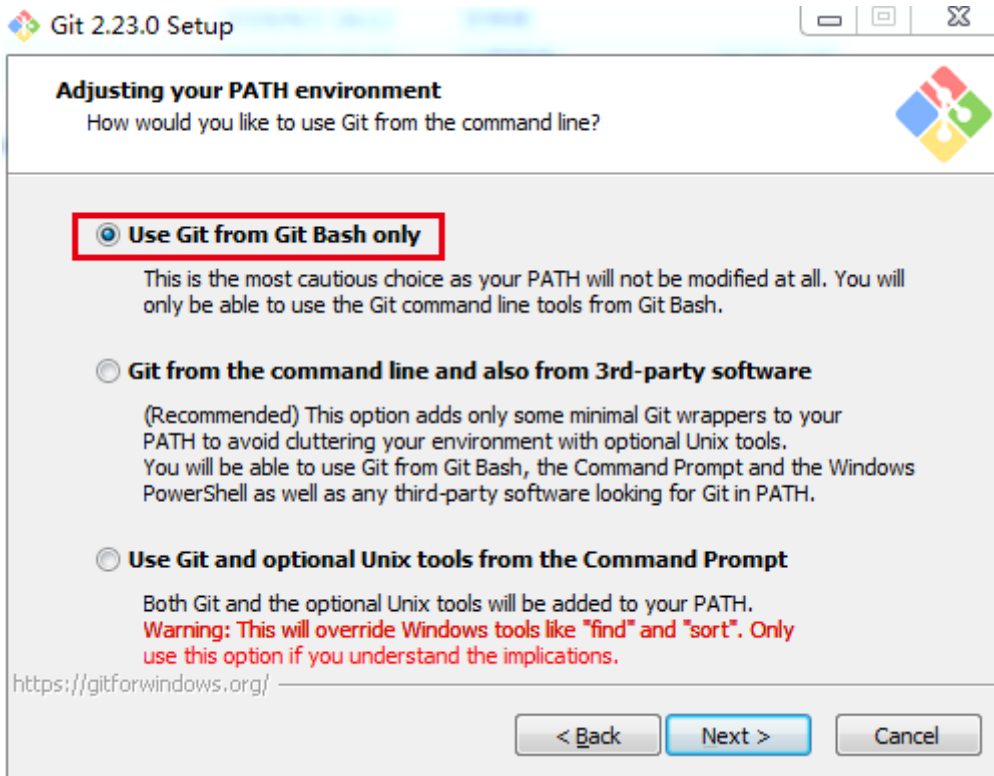 Git 2.23.0 Setup
Adjusting your PATH environment
How would you like to use Git from the command line?
Use Git from Git Bash only
This is the most cautious choice as your PATH will not be modified at all. You will
only be able to use the Git command line tools from Git Bash.
Git from the command line and also from 3rd-party software
(Recommended) This option adds only some minimal Git wrappers to your
PATH to avoid cluttering your environment with optional Unix tools.
You will be able to use Git from Git Bash, the Command Prompt and the Windows
PowerShell as well as any third-party software looking for Git in PATH.
Use Git and optional Unix tools from the Command Prompt
Both Git and the optional Unix tools will be added to your PATH.
Warning: This will override Windows tools like "find" and "sort". Only
use this option if you understand the implications.
https://gitforwindows.org/
< Back
Next >
Cancel